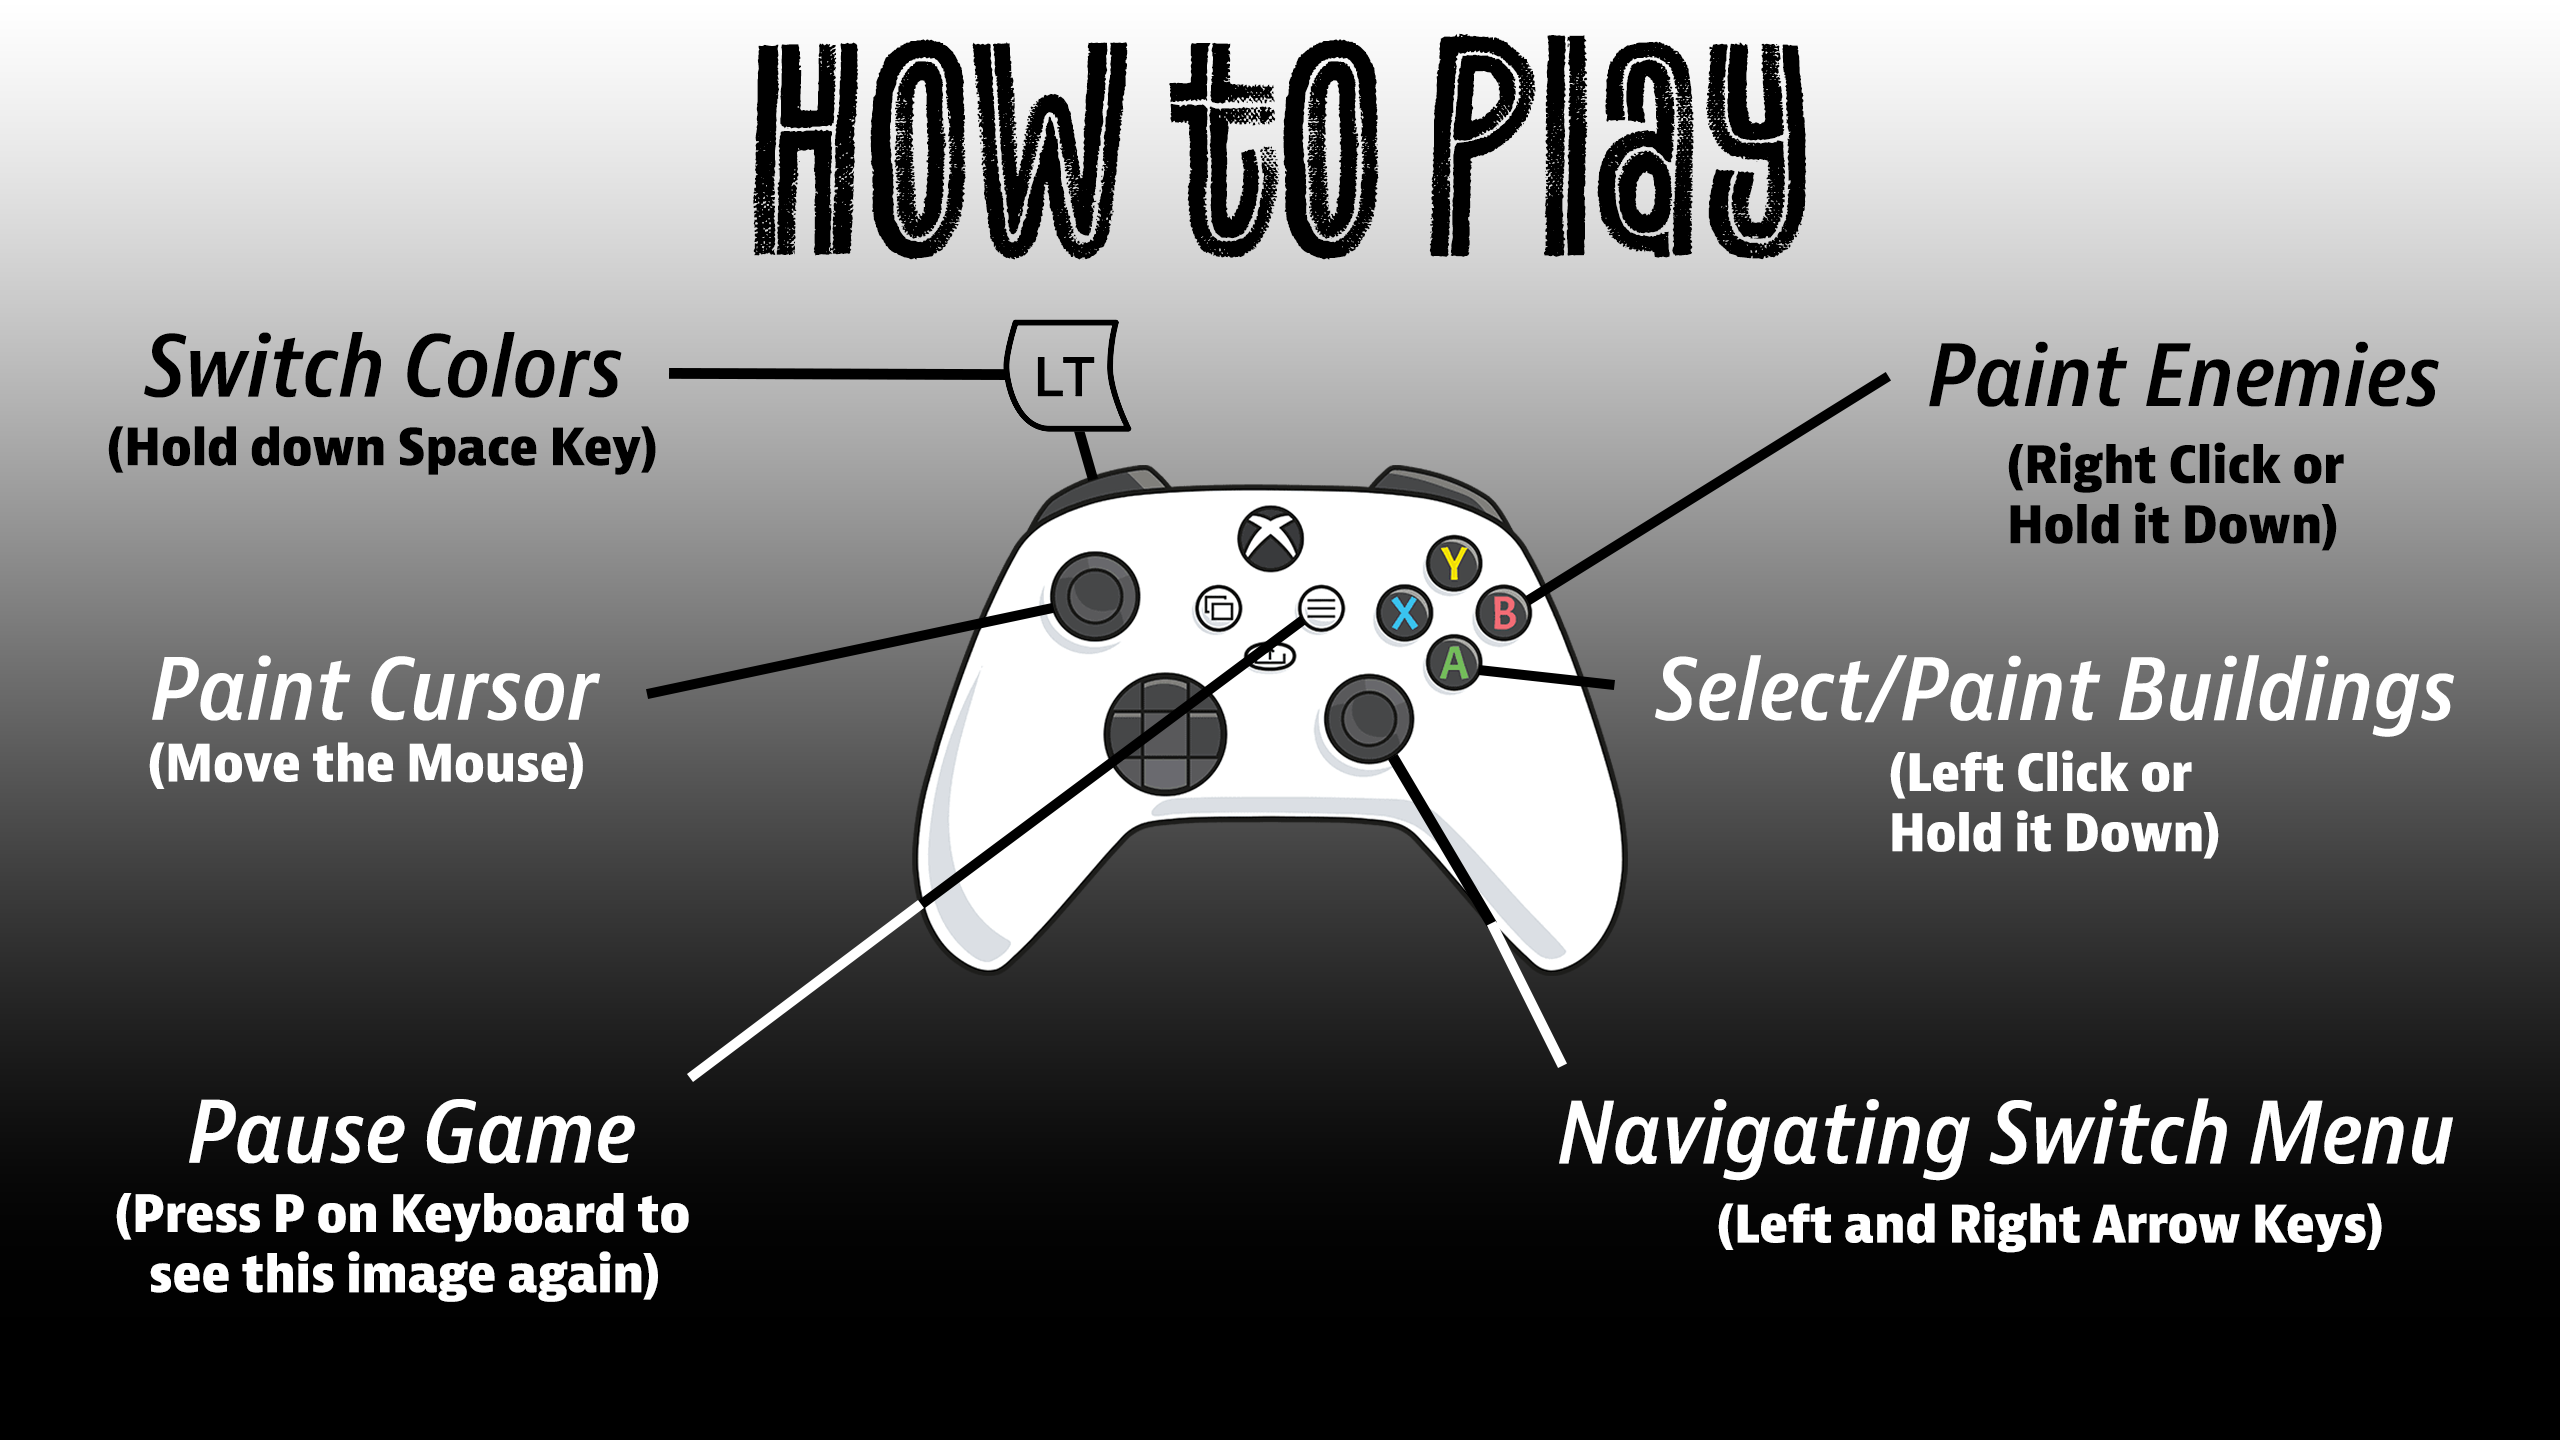 How to Play
Switch Colors
(Hold down Space Key)
LT
Paint Enemies
(Right Click or
Hold it Down)
Y
X
B
A
Paint Cursor
(Move the Mouse)
Select/Paint Buildings
(Left Click or
Hold it Down)
Pause Game
(Press P on Keyboard to
see this image again)
Navigating Switch Menu
(Left and Right Arrow Keys)